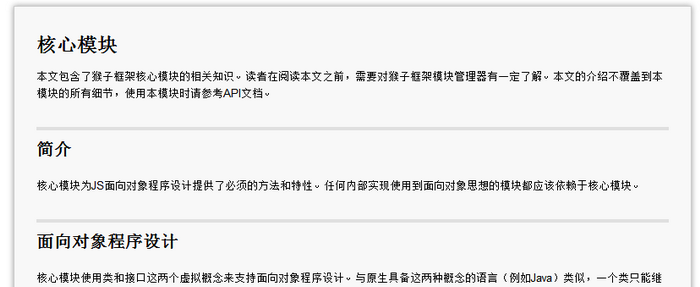 核心模块
本文包含了猴子框架核心模块的相关知识。读者在阅读本文之前，需要对猴子框架模块管理器有一定了解。本文的介绍不覆盖到本
模块的所有细节，使用本模块时请参考API文档。
简介
核心模块为JS面向对象程序设计提供了必须的方法和特性。任何内部实现使用到面向对象思想的模块都应该依赖于核心模块。
面向对象程序设计
核心模块使用类和接口这两个虚拟概念来支持面向对象程序设计。与原生具备这两种概念的语言（例如Java）类似，一个类只能继